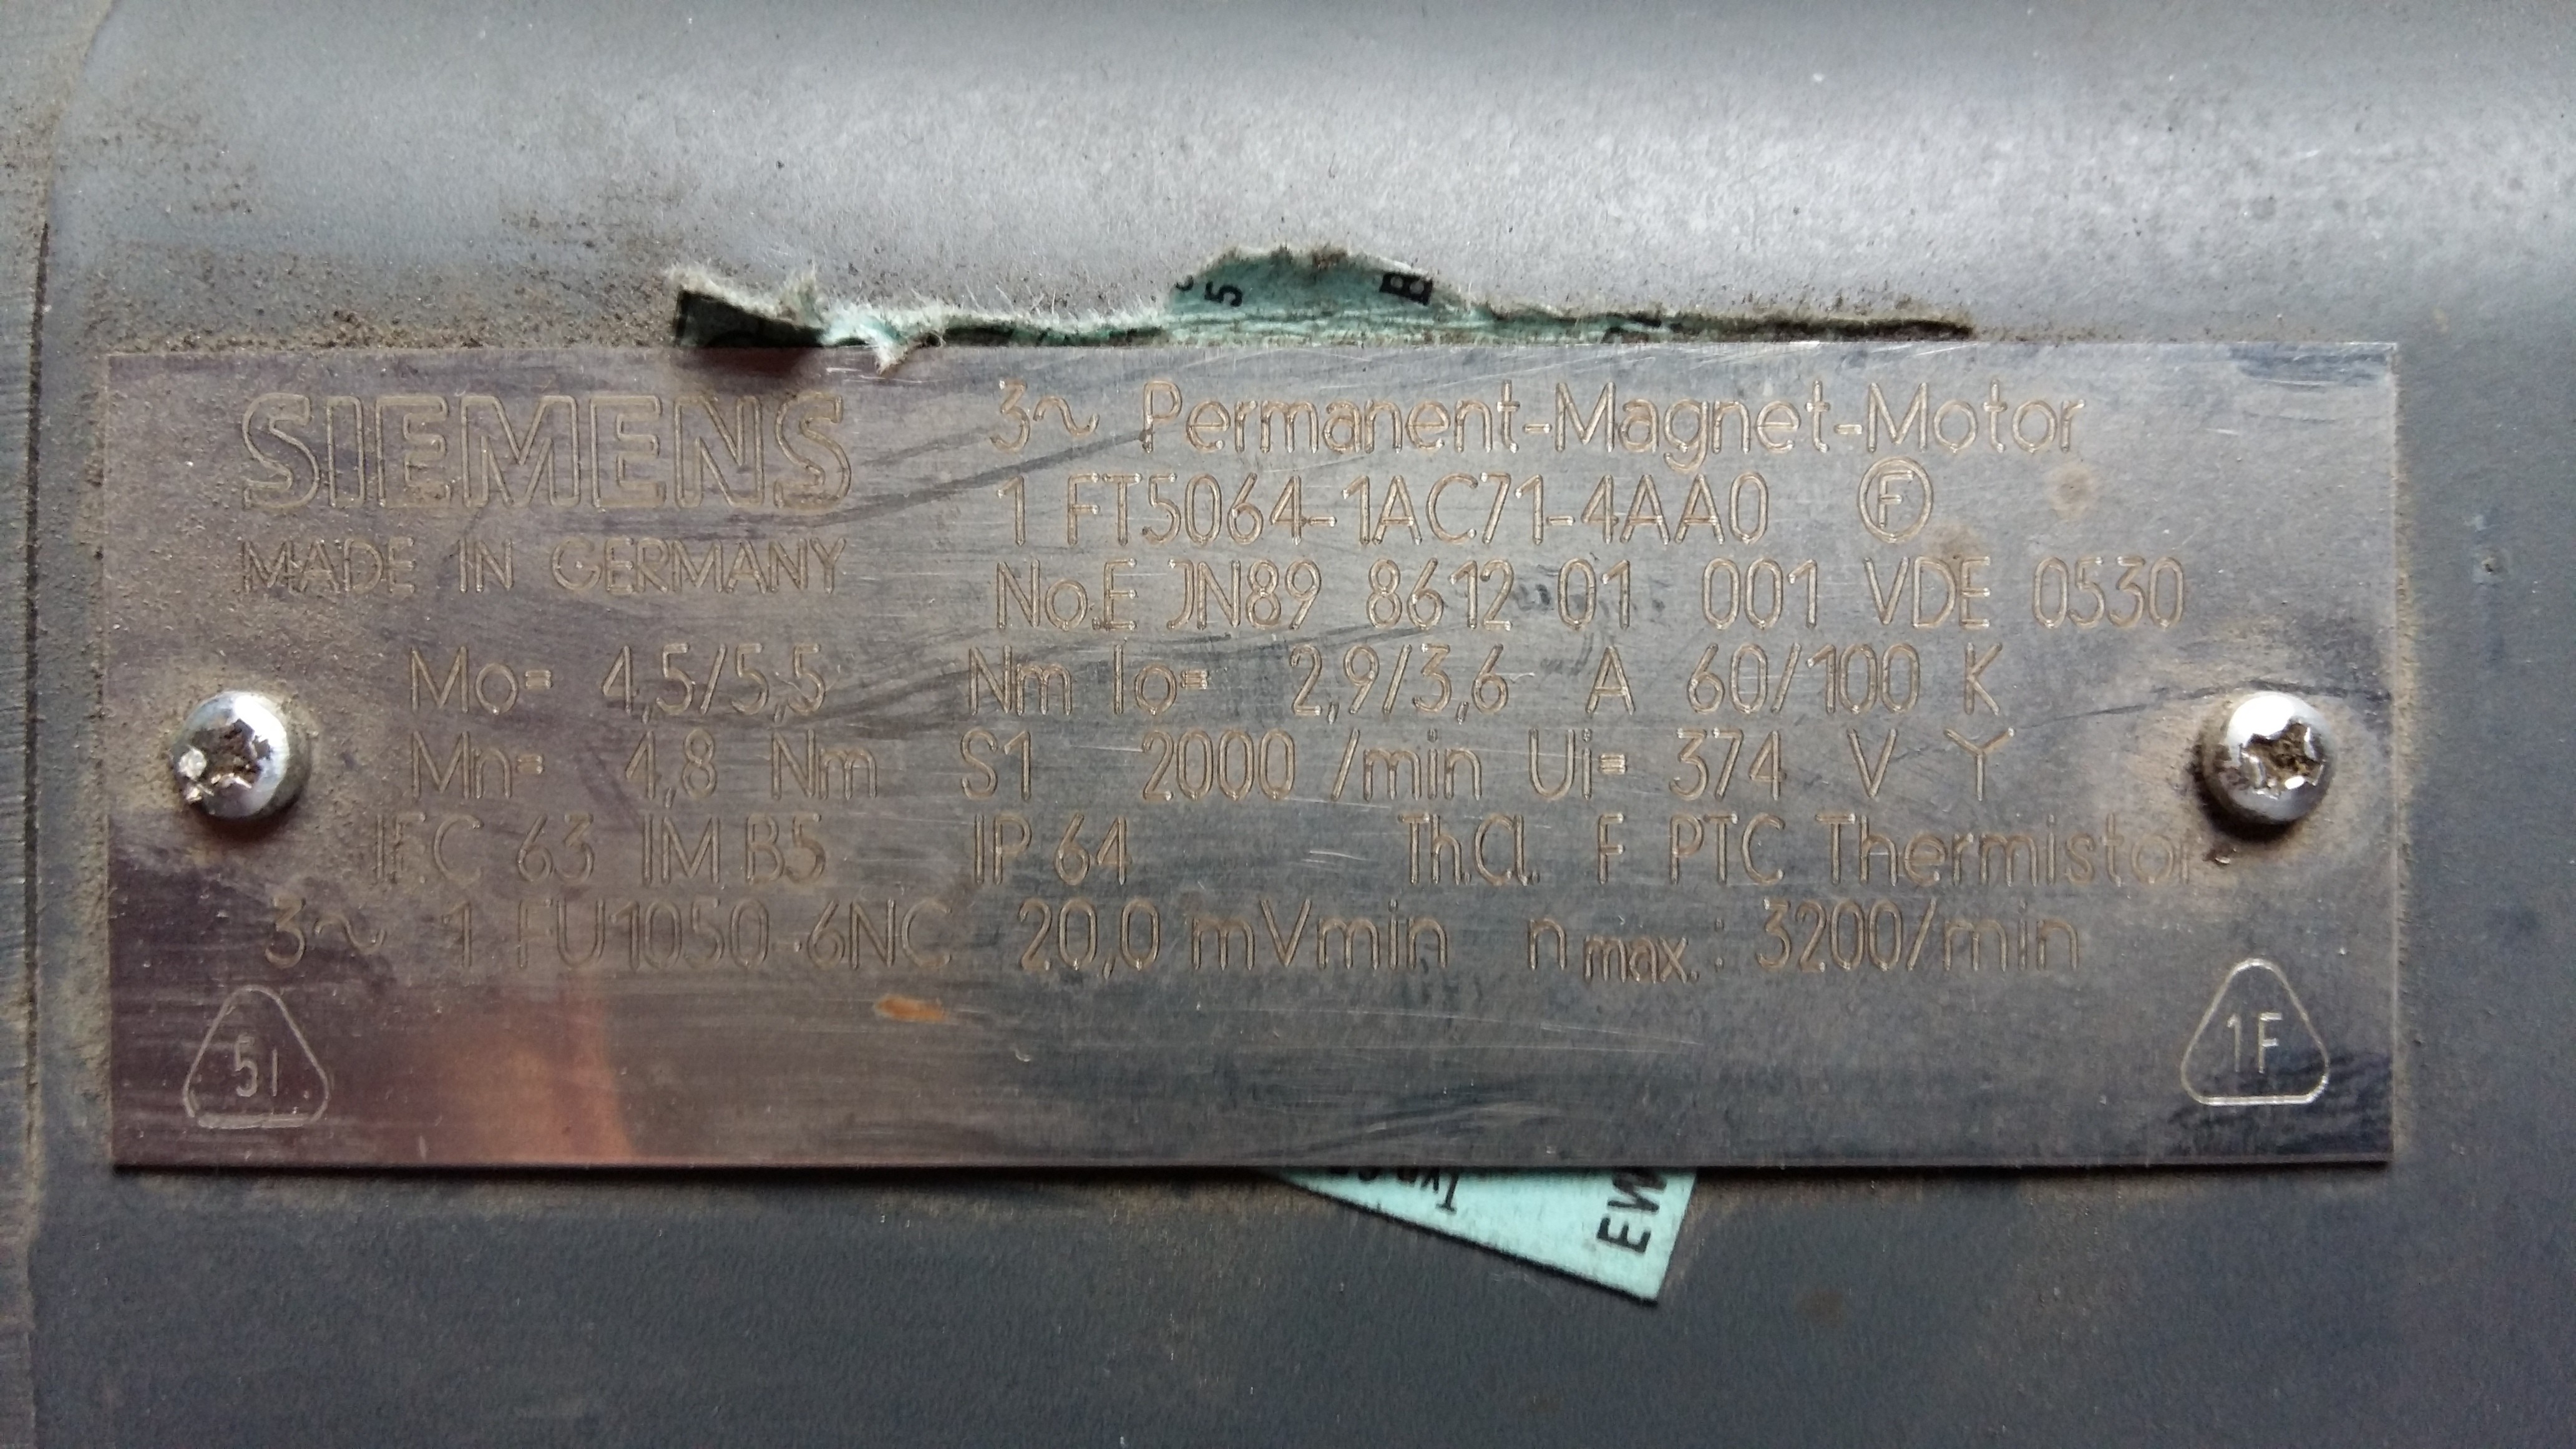 5 B
SIEMENS
MADE IN GERMANY
3~ Permanent-Magnet-Motor
1 FT5064-1AC71-4AA0 Ⓕ
No.E JN89 8612 01 001 VDE 0530
Mo= 4,5/5,5 Nm Io= 2,9/3,6 A 60/100 K
Mn= 4,8 Nm S1 2000 /min Ui= 374 V Y
IEC 63 IM B5 IP 64 Th.Cl. F PTC Thermistor
3~ 1 FU1050-6NC 20,0 mVmin nmax.: 3200/min
51
1F
EW